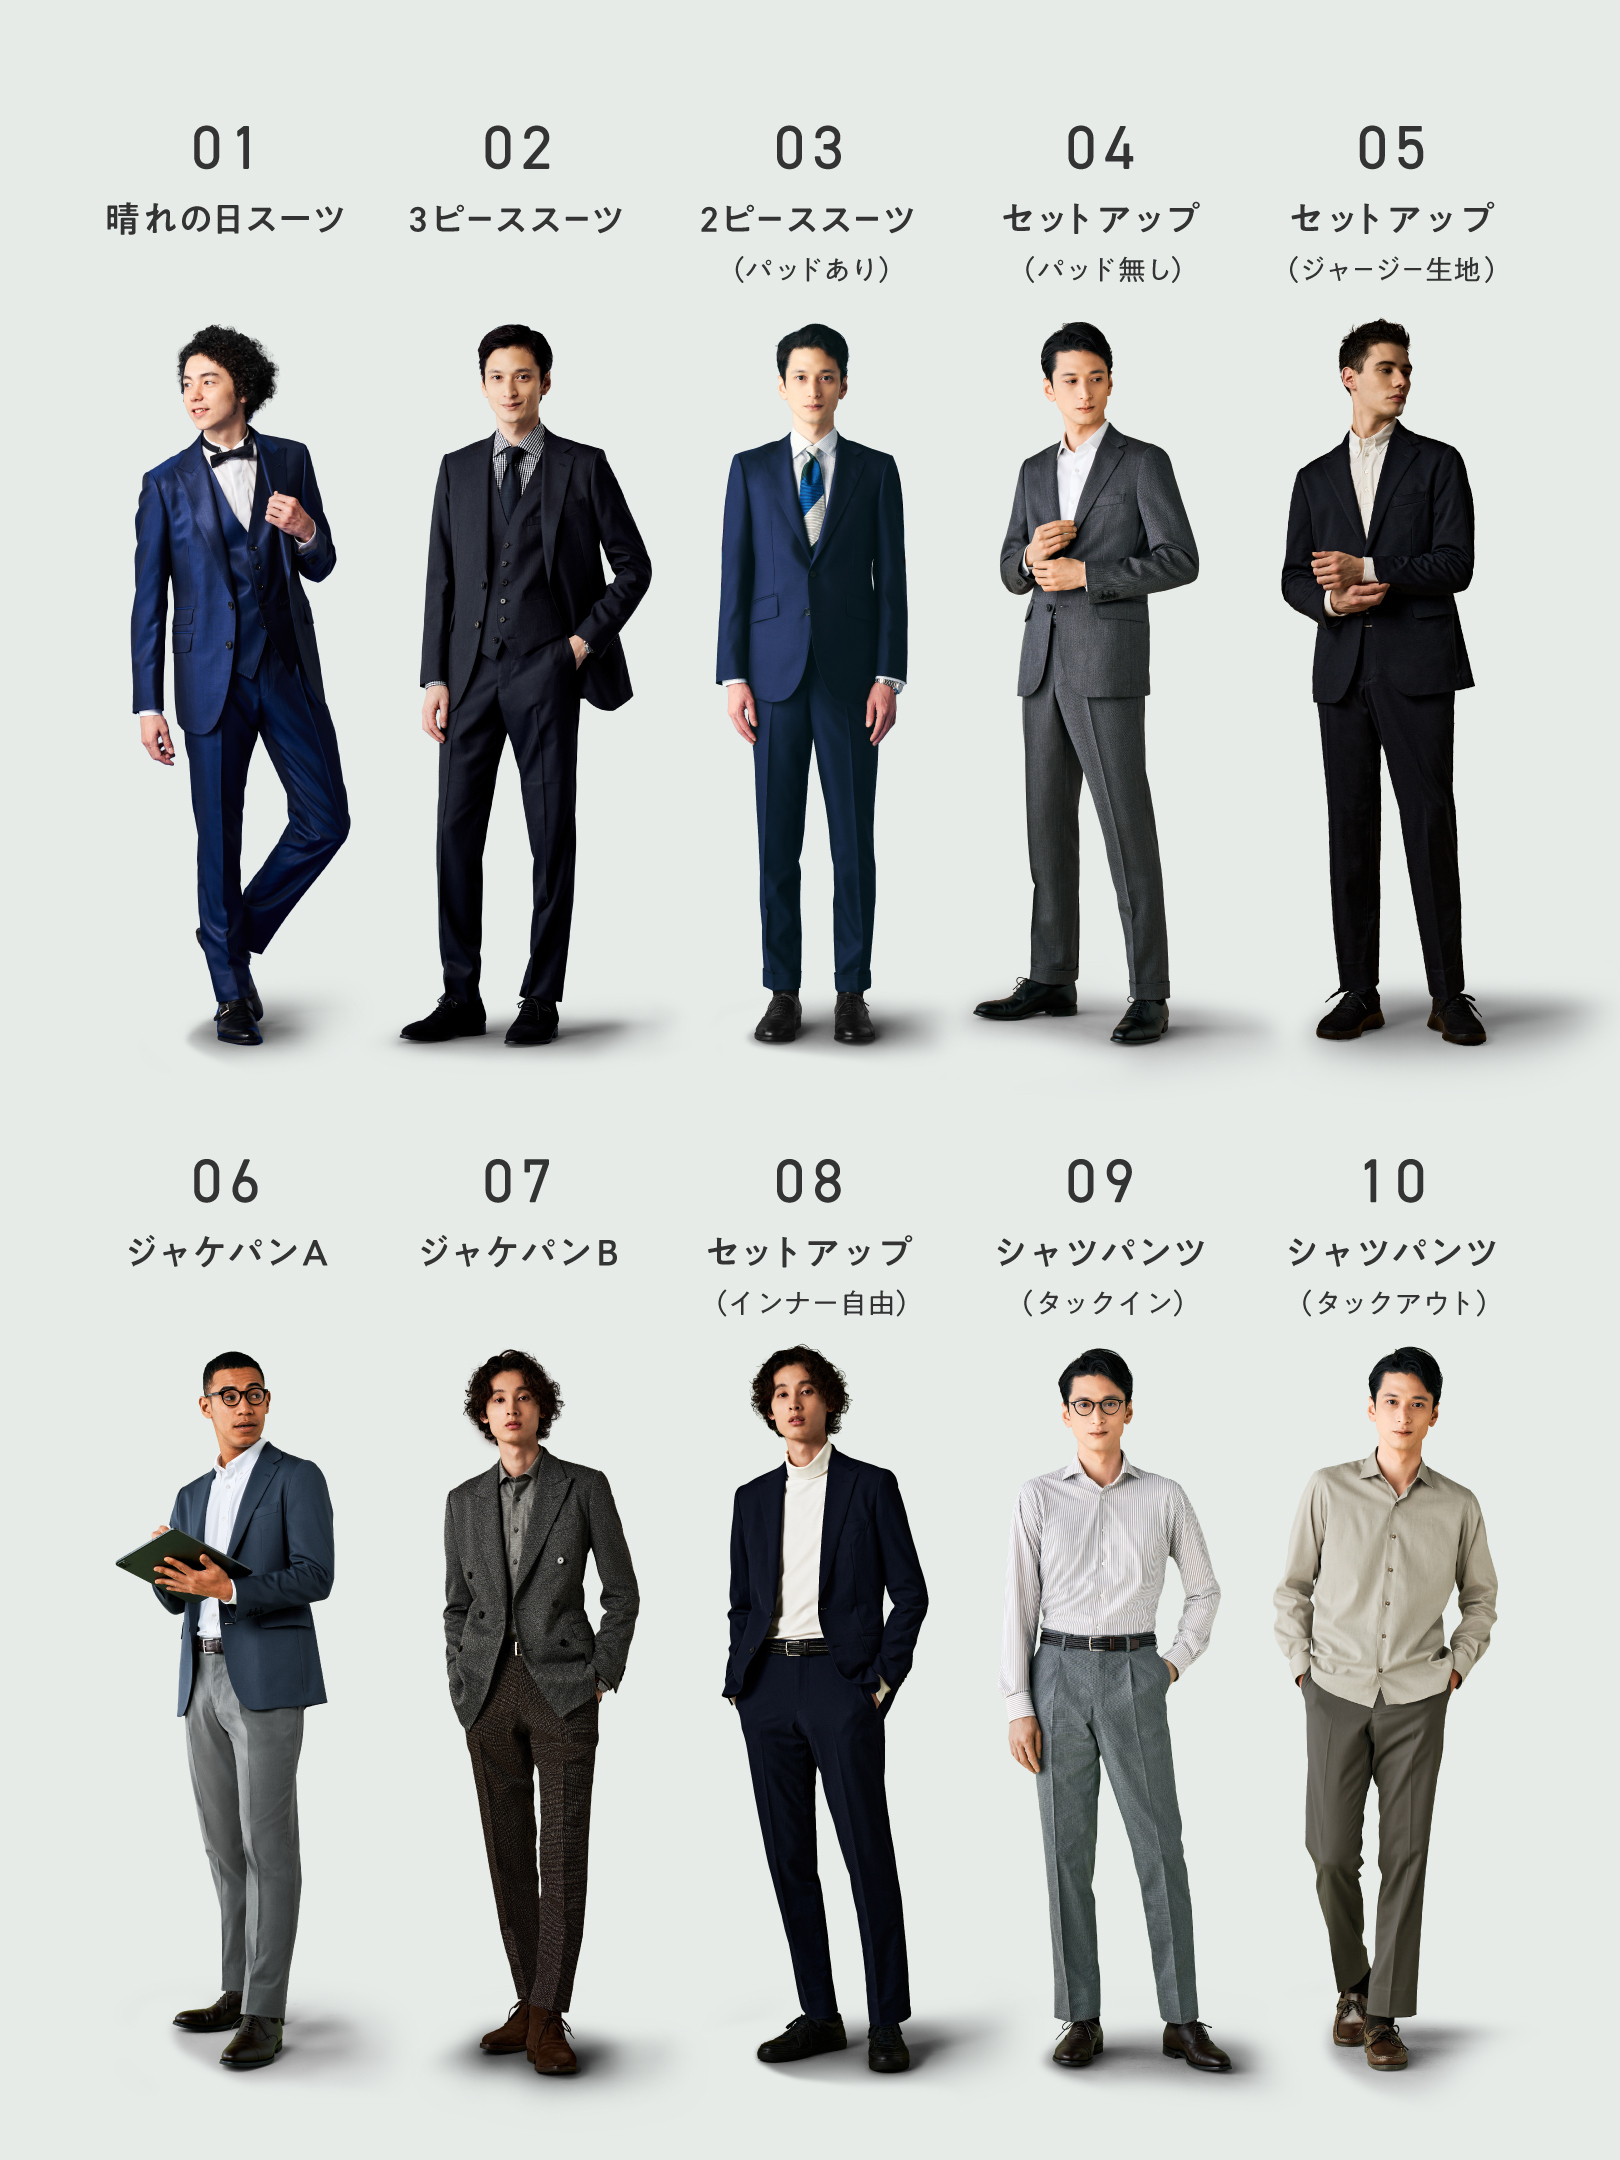 01
晴れの日スーツ
02
3ピーススーツ
03
2ピーススーツ
（パッドあり）
04
セットアップ
（パッド無し）
05
セットアップ
（ジャージー生地）
06
ジャケパンA
07
ジャケパンB
08
セットアップ
（インナー自由）
09
シャツパンツ
（タックイン）
10
シャツパンツ
（タックアウト）